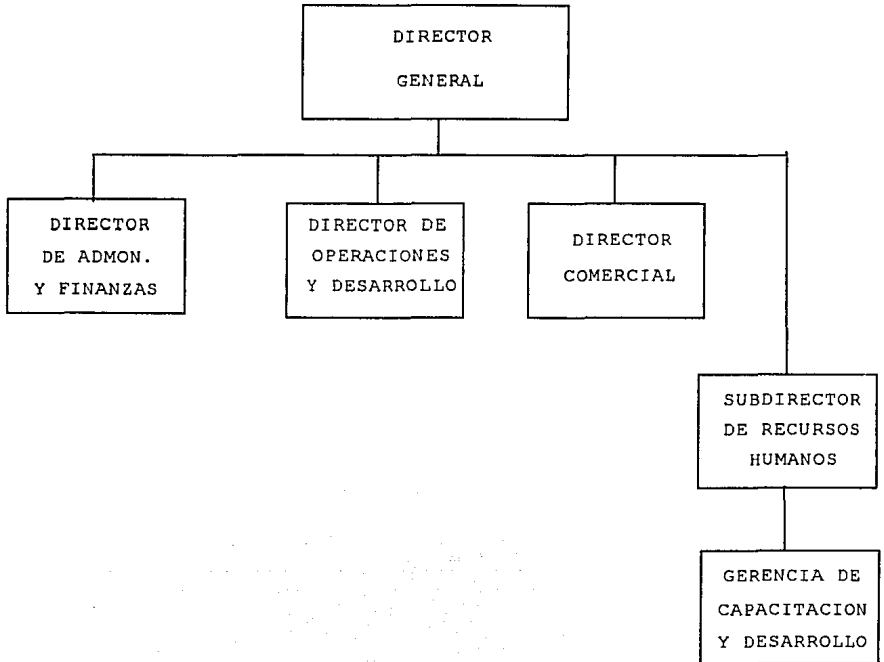 DIRECTOR
GENERAL
DIRECTOR
DE ADMON.
Y FINANZAS
DIRECTOR DE
OPERACIONES
Y DESARROLLO
DIRECTOR
COMERCIAL
SUBDIRECTOR
DE RECURSOS
HUMANOS
GERENCIA DE
CAPACITACION
Y DESARROLLO